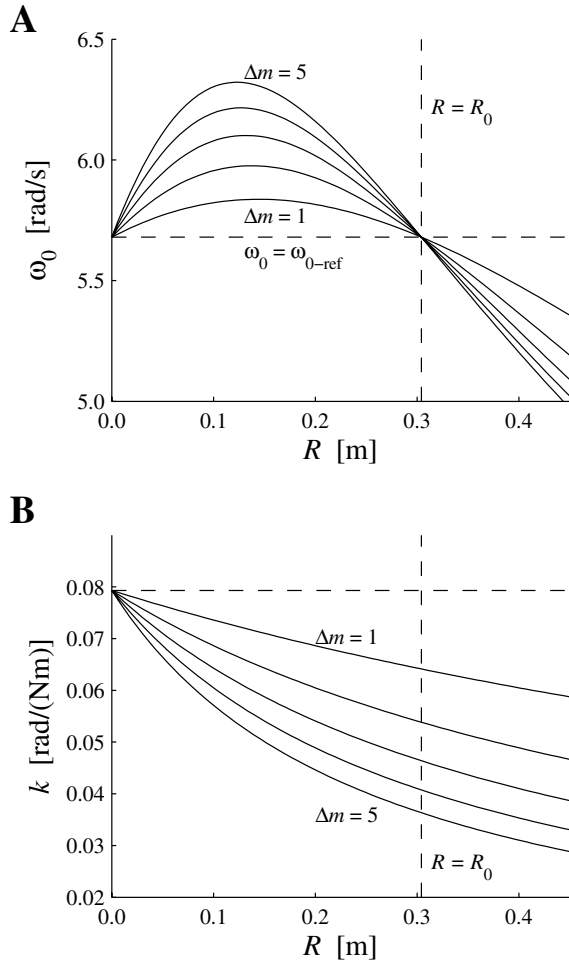 A
6.5
Δm = 5
R = R₀
6.0
ω₀ [rad/s]
Δm = 1
ω₀ = ω₀₋ref
5.5
5.0
0.0 0.1 0.2 0.3 0.4
R [m]
B
0.08
0.07
Δm = 1
0.06
k [rad/(Nm)]
0.05
0.04
Δm = 5
0.03
R = R₀
0.02
0.0 0.1 0.2 0.3 0.4
R [m]